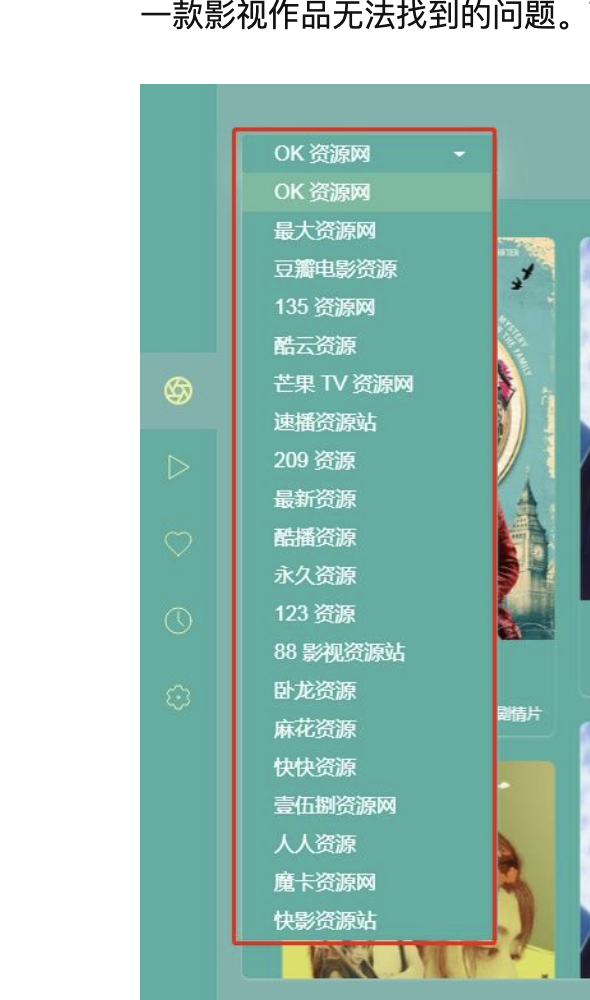 一款影视作品无法找到的问题。
OK 资源网
OK 资源网
最大资源网
豆瓣电影资源
135 资源网
酷云资源
芒果 TV 资源网
速播资源站
209 资源
最新资源
酷播资源
永久资源
123 资源
88 影视资源站
卧龙资源
麻花资源
快快资源
壹伍捌资源网
人人资源
魔卡资源网
快影资源站
MYSTERY
IN THE FAMILY
剧情片